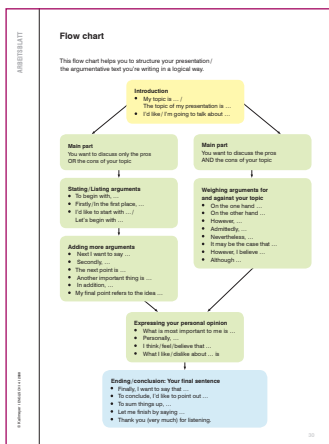 ARBEITSBLATT
Flow chart
This flow chart helps you to structure your presentation /
the argumentative text you're writing in a logical way.
Introduction
• My topic is … /
The topic of my presentation is …
• I'd like / I'm going to talk about …
Main part
You want to discuss only the pros
OR the cons of your topic
Main part
You want to discuss the pros
AND the cons of your topic
Stating / Listing arguments
• To begin with, …
• Firstly / In the first place, …
• I'd like to start with … /
Let's begin with …
Weighing arguments for
and against your topic
• On the one hand …
• On the other hand …
• However, …
• Admittedly, …
• Nevertheless, …
• It may be the case that …
• However, I believe …
• Although …
Adding more arguments
• Next I want to say …
• Secondly, …
• The next point is …
• Another important thing is …
• In addition, …
• My final point refers to the idea …
Expressing your personal opinion
• What is most important to me is …
• Personally, …
• I think / feel / believe that …
• What I like / dislike about … is
Ending / conclusion: Your final sentence
• Finally, I want to say that …
• To conclude, I'd like to point out …
• To sum things up, …
• Let me finish by saying …
• Thank you (very much) for listening.